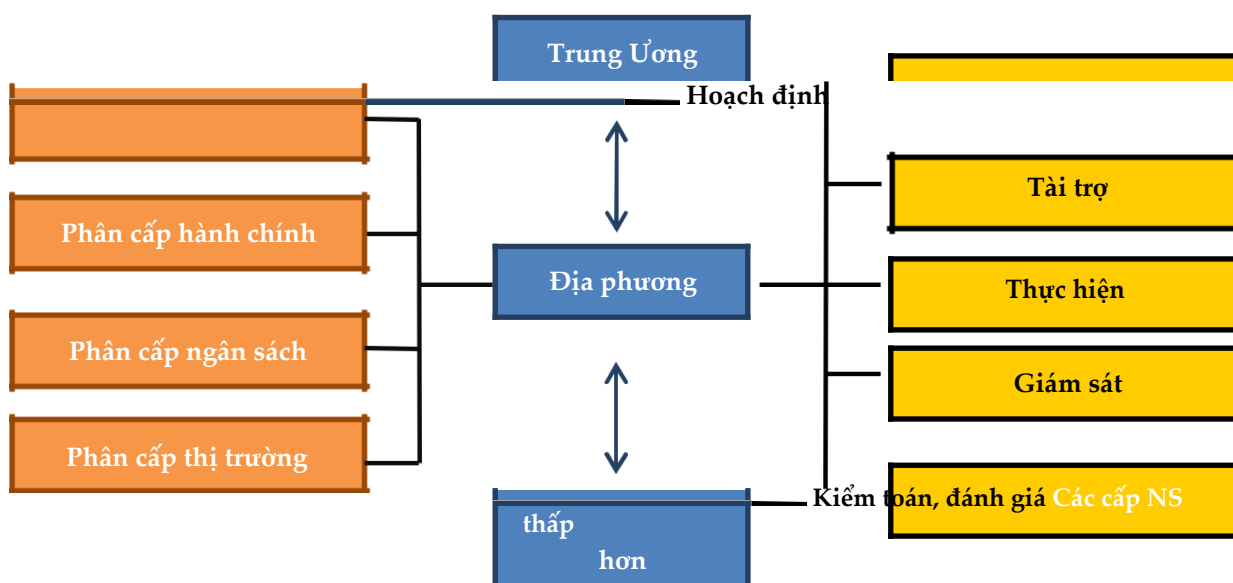 Trung Ương
Hoạch định
Tài trợ
Phân cấp hành chính
Địa phương
Thực hiện
Phân cấp ngân sách
Giám sát
Phân cấp thị trường
Kiểm toán, đánh giá Các cấp NS
thấp
hơn